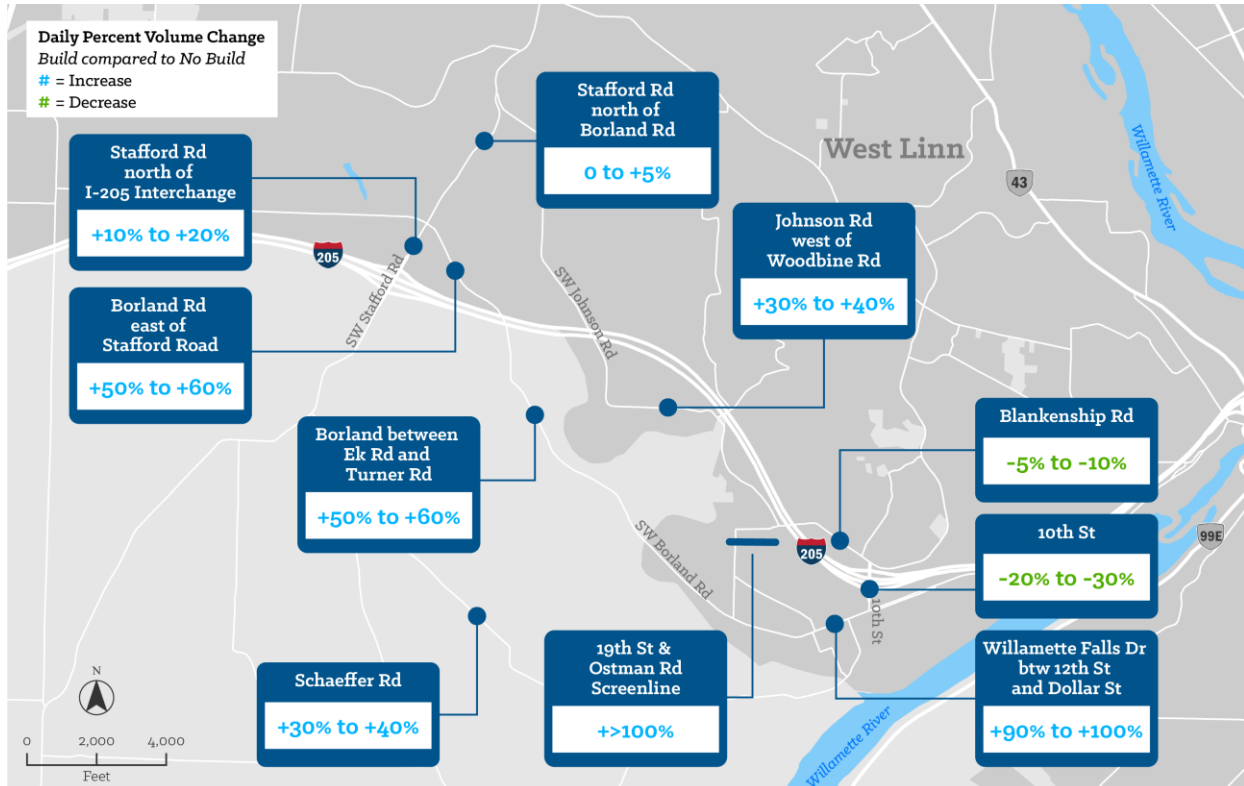 Daily Percent Volume Change
Build compared to No Build
# = Increase
# = Decrease
Stafford Rd
north of
Borland Rd
0 to +5%
West Linn
43
Willamette River
Stafford Rd
north of
I-205 Interchange
+10% to +20%
205
SW Stafford Rd
SW Johnson Rd
Johnson Rd
west of
Woodbine Rd
+30% to +40%
Borland Rd
east of
Stafford Road
+50% to +60%
Borland between
Ek Rd and
Turner Rd
+50% to +60%
Blankenship Rd
-5% to -10%
SW Borland Rd
205
99E
10th St
-20% to -30%
10th St
Schaeffer Rd
+30% to +40%
19th St &
Ostman Rd
Screenline
+>100%
Willamette Falls Dr
btw 12th St
and Dollar St
+90% to +100%
Willamette River
N
0 2,000 4,000
Feet